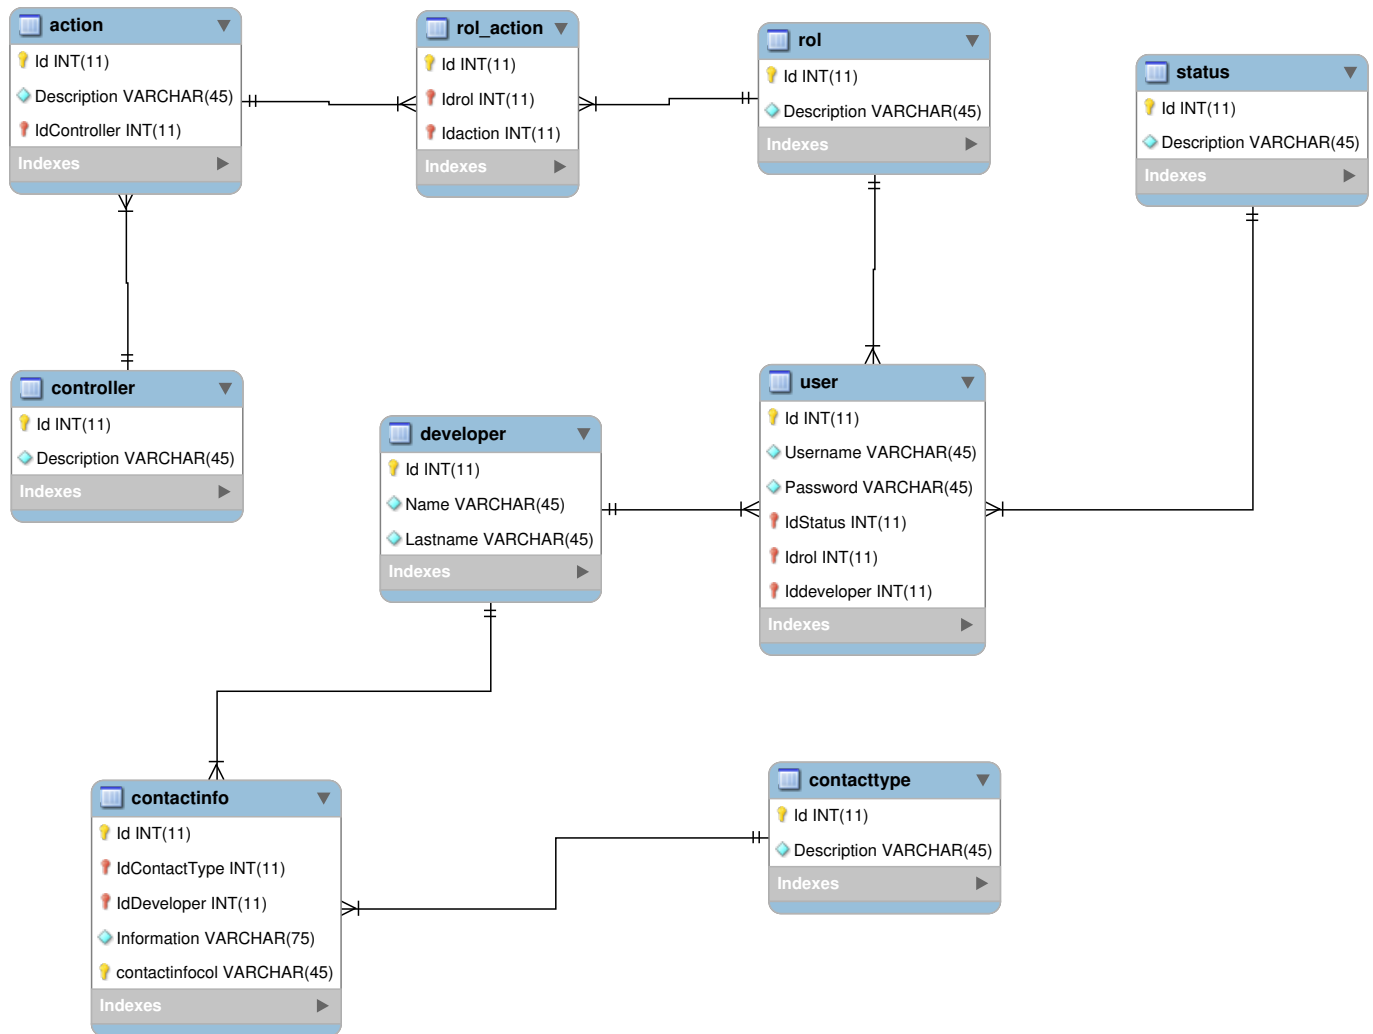 action
Id INT(11)
Description VARCHAR(45)
IdController INT(11)
Indexes
rol_action
Id INT(11)
Idrol INT(11)
Idaction INT(11)
Indexes
rol
Id INT(11)
Description VARCHAR(45)
Indexes
status
Id INT(11)
Description VARCHAR(45)
Indexes
controller
Id INT(11)
Description VARCHAR(45)
Indexes
developer
Id INT(11)
Name VARCHAR(45)
Lastname VARCHAR(45)
Indexes
user
Id INT(11)
Username VARCHAR(45)
Password VARCHAR(45)
IdStatus INT(11)
Idrol INT(11)
Iddeveloper INT(11)
Indexes
contactinfo
Id INT(11)
IdContactType INT(11)
IdDeveloper INT(11)
Information VARCHAR(75)
contactinfocol VARCHAR(45)
Indexes
contacttype
Id INT(11)
Description VARCHAR(45)
Indexes